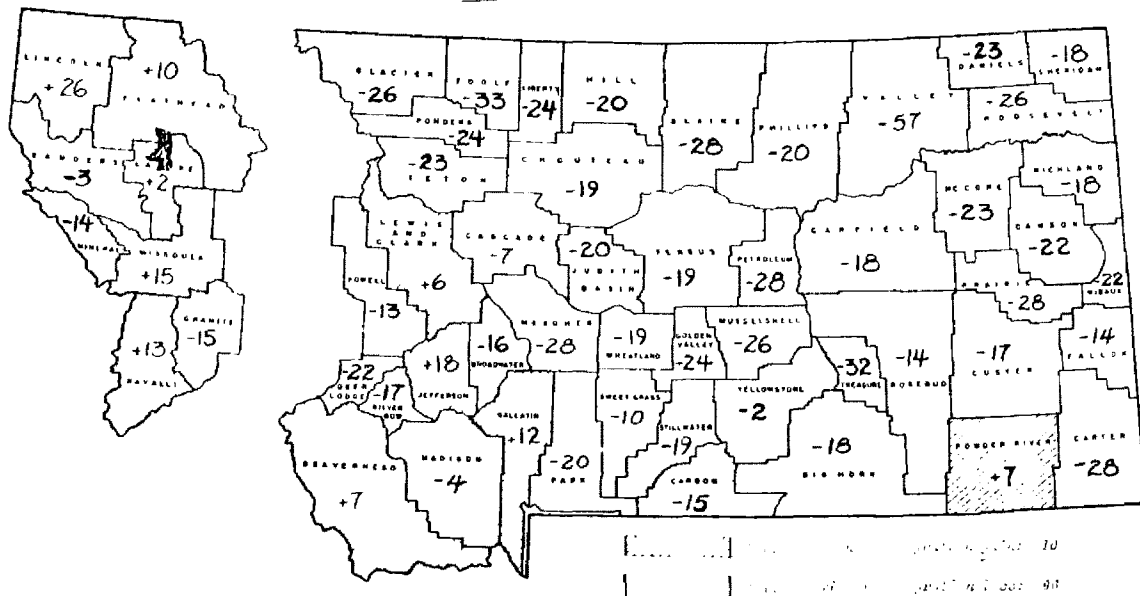 LINCOLN
+26
+10
FLATHEAD
SANDERS
-3
+2
-14
MINERAL
MISSOULA
+15
GRANITE
-15
+13
RAVALLI
GLACIER
-26
TOOLE
-33
LIBERTY
-24
HILL
-20
BLAINE
-28
PHILLIPS
-20
VALLEY
-57
-23
DANIELS
-18
SHERIDAN
-26
ROOSEVELT
PONDERA
-24
-23
TETON
CHOUTEAU
-19
MCCONE
-23
RICHLAND
-18
LEWIS
AND
CLARK
+6
CASCADE
-7
-20
JUDITH
BASIN
FERGUS
-19
PETROLEUM
-28
GARFIELD
-18
DAWSON
-22
-22
WIBAUX
PRAIRIE
-28
POWELL
-13
MEAGHER
-28
-19
WHEATLAND
GOLDEN
VALLEY
-24
MUSSELSHELL
-26
-16
BROADWATER
+18
JEFFERSON
-22
DEER
LODGE
-17
SILVER
BOW
-32
TREASURE
-14
ROSEBUD
-17
CUSTER
-14
FALLON
SWEET GRASS
-10
STILLWATER
-19
YELLOWSTONE
-2
GALLATIN
+12
-20
PARK
BEAVERHEAD
+7
MADISON
-4
CARBON
-15
-18
BIG HORN
POWDER RIVER
+7
CARTER
-28